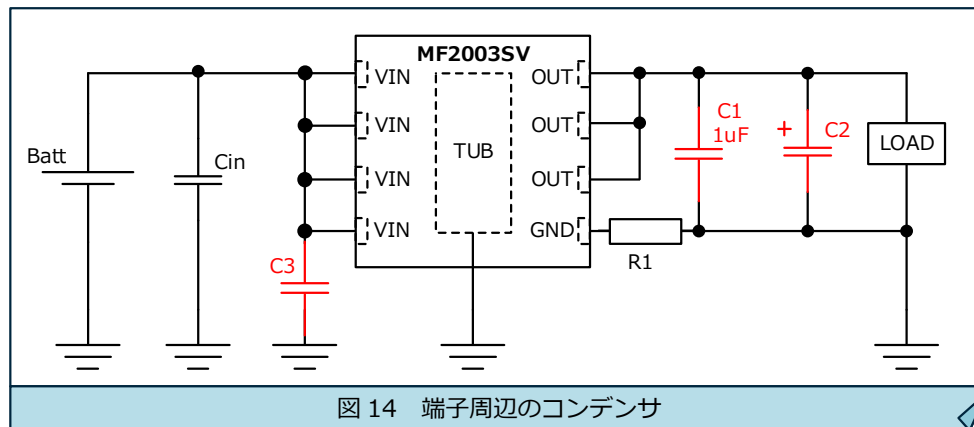 MF2003SV
VIN
OUT
VIN
OUT
C1
1uF
+
C2
LOAD
Batt
Cin
TUB
VIN
OUT
VIN
GND
C3
R1
図 14 端子周辺のコンデンサ